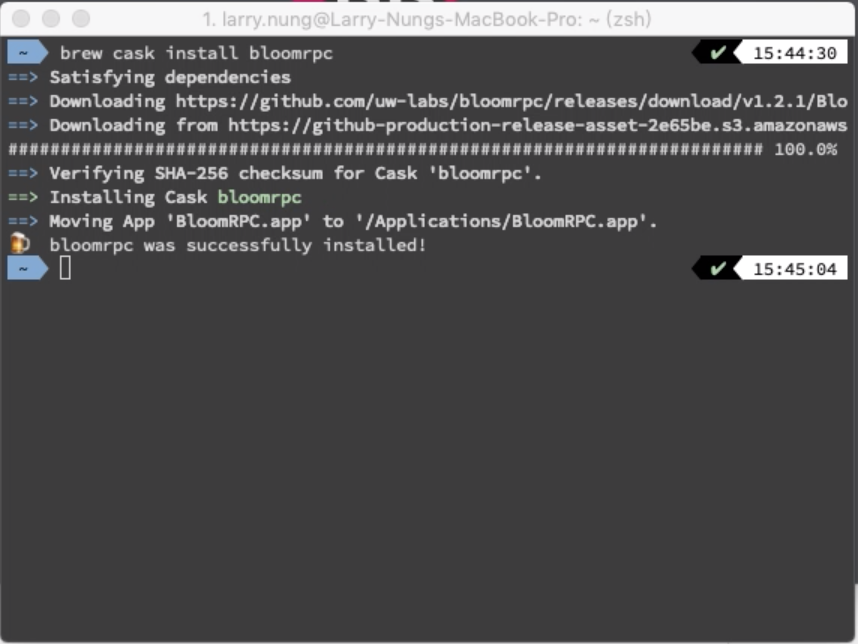 1. larry.nung@Larry-Nungs-MacBook-Pro: ~ (zsh)
~ brew cask install bloomrpc ✔ 15:44:30
==> Satisfying dependencies
==> Downloading https://github.com/uw-labs/bloomrpc/releases/download/v1.2.1/Blo
==> Downloading from https://github-production-release-asset-2e65be.s3.amazonaws
######################################################################## 100.0%
==> Verifying SHA-256 checksum for Cask 'bloomrpc'.
==> Installing Cask bloomrpc
==> Moving App 'BloomRPC.app' to '/Applications/BloomRPC.app'.
🍺 bloomrpc was successfully installed!
~ ✔ 15:45:04